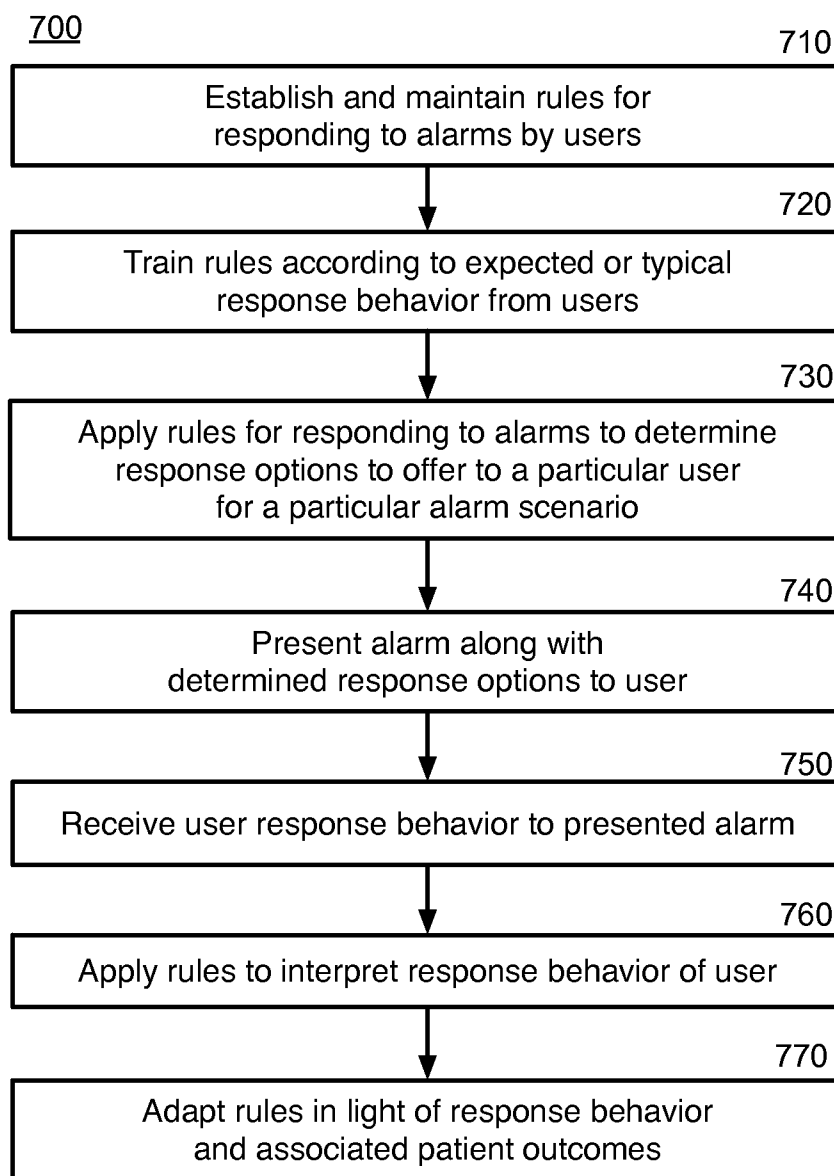 700
710
Establish and maintain rules for
responding to alarms by users
720
Train rules according to expected or typical
response behavior from users
730
Apply rules for responding to alarms to determine
response options to offer to a particular user
for a particular alarm scenario
740
Present alarm along with
determined response options to user
750
Receive user response behavior to presented alarm
760
Apply rules to interpret response behavior of user
770
Adapt rules in light of response behavior
and associated patient outcomes